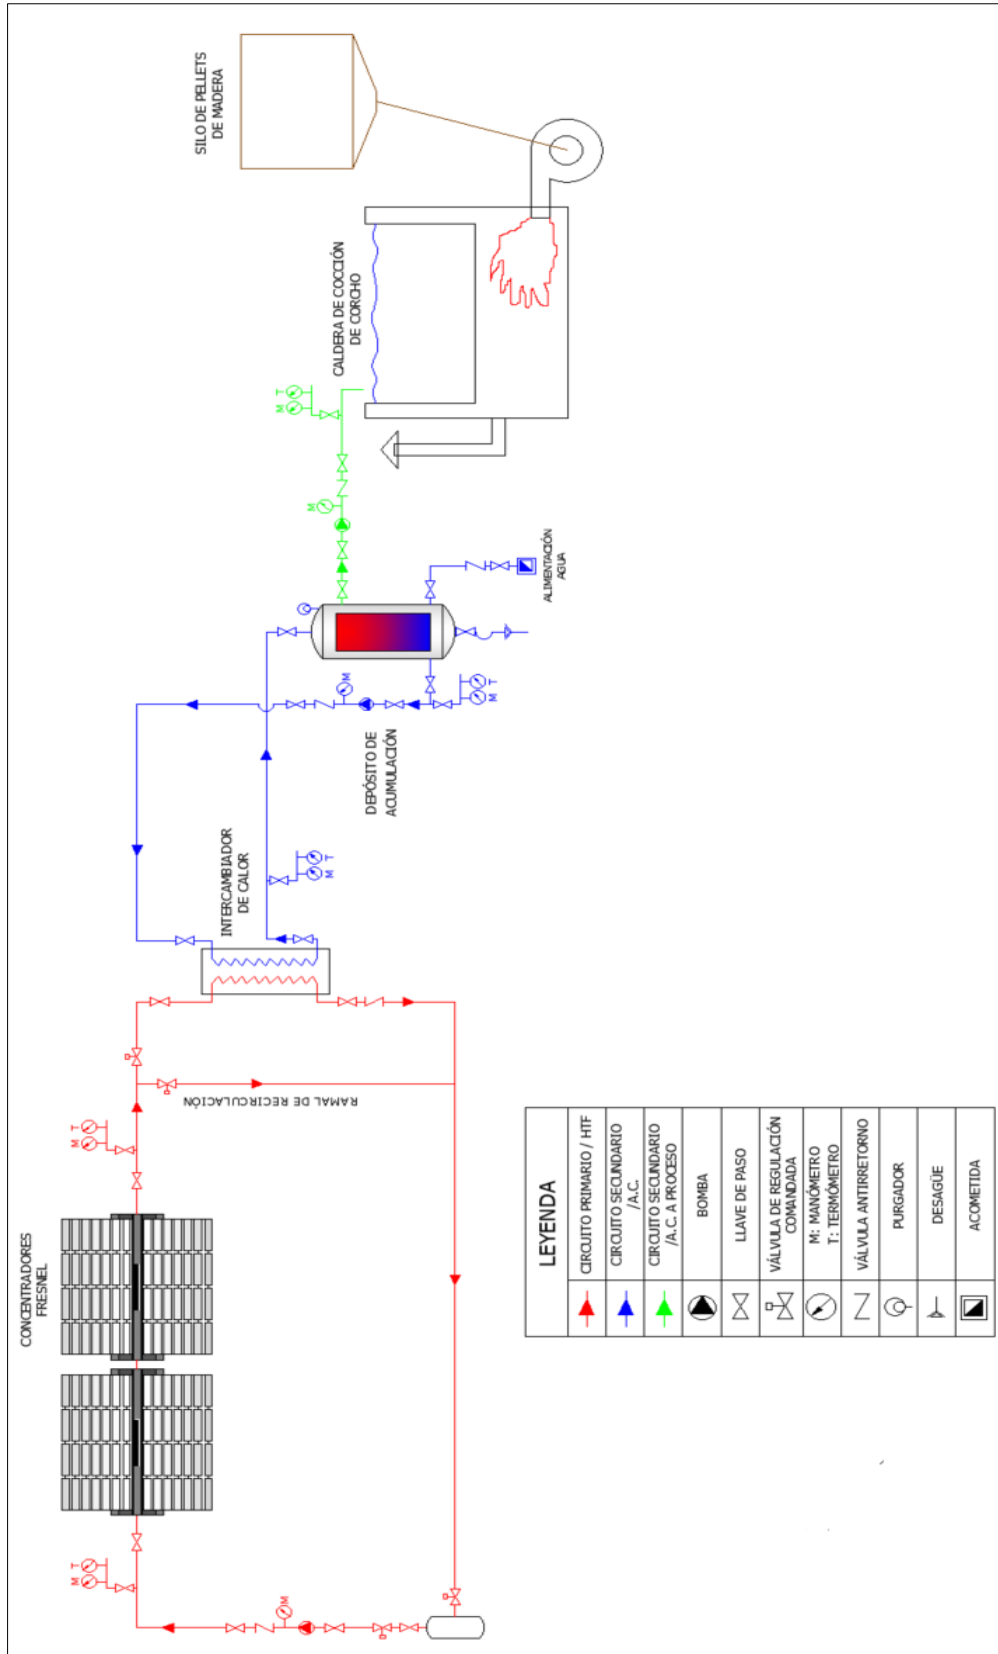 CONCENTRADORES
FRESNEL
M T
M T
M
RAMAL DE RECIRCULACIÓN
INTERCAMBIADOR
DE CALOR
M T
DEPÓSITO DE
ACUMULACIÓN
M
M T
ALIMENTACIÓN
AGUA
M
M T
CALDERA DE COCCIÓN
DE CORCHO
SILO DE PELLETS
DE MADERA
LEYENDA
CIRCUITO PRIMARIO / HTF
CIRCUITO SECUNDARIO
/A.C.
CIRCUITO SECUNDARIO
/A.C. A PROCESO
BOMBA
LLAVE DE PASO
VÁLVULA DE REGULACIÓN
COMANDADA
M: MANÓMETRO
T: TERMÓMETRO
VÁLVULA ANTIRRETORNO
PURGADOR
DESAGÜE
ACOMETIDA